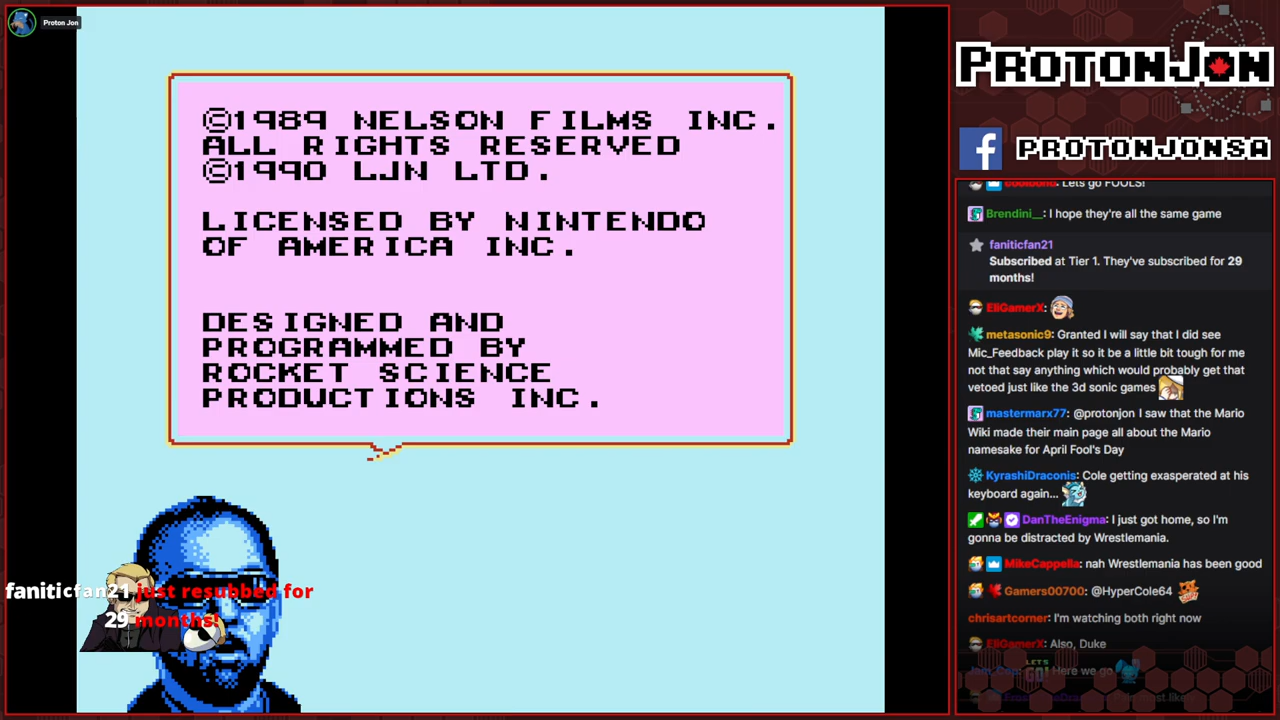 Proton Jon
©1989 NELSON FILMS INC.
ALL RIGHTS RESERVED
©1990 LJN LTD.
LICENSED BY NINTENDO
OF AMERICA INC.
DESIGNED AND
PROGRAMMED BY
ROCKET SCIENCE
PRODUCTIONS INC.
faniticfan21 just resubbed for
29 months!
PROTONJON
PROTONJONSA
Lets go FOOLS!
Brendini__: I hope they're all the same game
faniticfan21
Subscribed at Tier 1. They've subscribed for 29
months!
EliGamerX:
metasonic9: Granted I will say that I did see
Mic_Feedback play it so it be a little bit tough for me
not that say anything which would probably get that
vetoed just like the 3d sonic games
mastermarx77: @protonjon I saw that the Mario
Wiki made their main page all about the Mario
namesake for April Fool's Day
KyrashiDraconis: Cole getting exasperated at his
keyboard again...
DanTheEnigma: I just got home, so I'm
gonna be distracted by Wrestlemania.
MikeCappella: nah Wrestlemania has been good
Gamers00700: @HyperCole64
chrisartcorner: I'm watching both right now
EliGamerX: Also, Duke
LET'S GO! Here we go